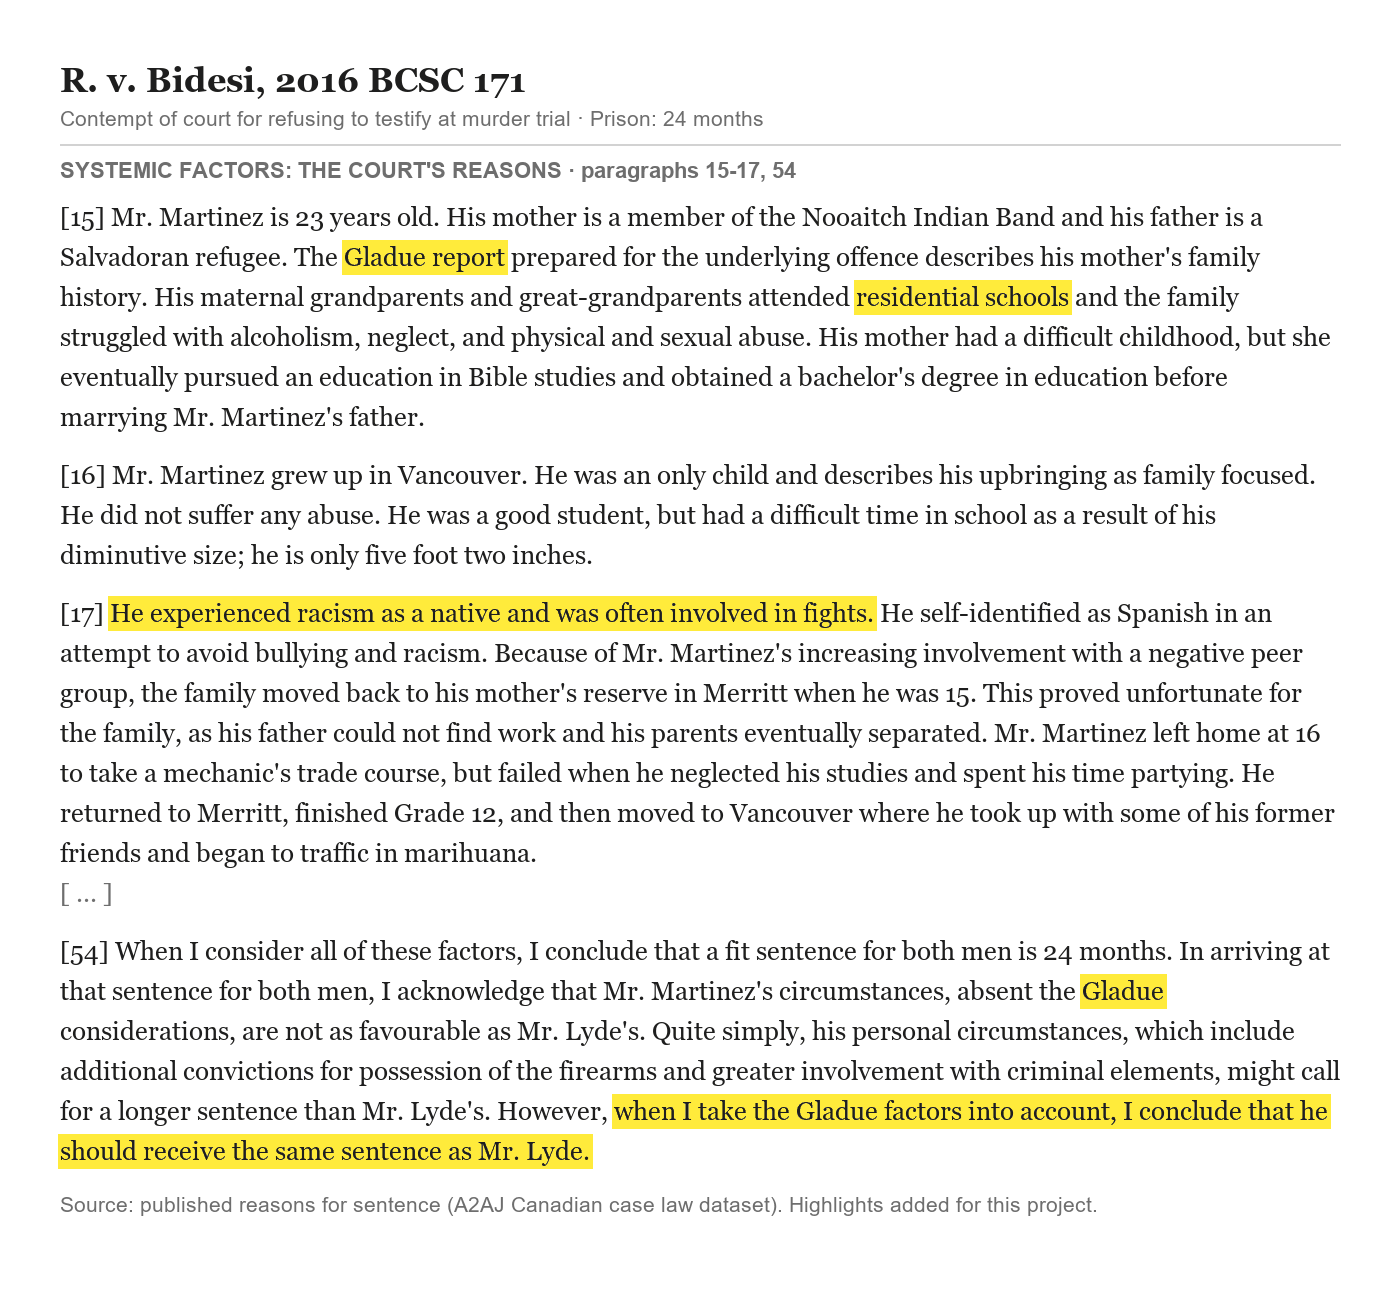 R. v. Bidesi, 2016 BCSC 171
Contempt of court for refusing to testify at murder trial · Prison: 24 months
SYSTEMIC FACTORS: THE COURT'S REASONS · paragraphs 15-17, 54
[15] Mr. Martinez is 23 years old. His mother is a member of the Nooaitch Indian Band and his father is a
Salvadoran refugee. The Gladue report prepared for the underlying offence describes his mother's family
history. His maternal grandparents and great-grandparents attended residential schools and the family
struggled with alcoholism, neglect, and physical and sexual abuse. His mother had a difficult childhood, but she
eventually pursued an education in Bible studies and obtained a bachelor's degree in education before
marrying Mr. Martinez's father.
[16] Mr. Martinez grew up in Vancouver. He was an only child and describes his upbringing as family focused.
He did not suffer any abuse. He was a good student, but had a difficult time in school as a result of his
diminutive size; he is only five foot two inches.
[17] He experienced racism as a native and was often involved in fights. He self-identified as Spanish in an
attempt to avoid bullying and racism. Because of Mr. Martinez's increasing involvement with a negative peer
group, the family moved back to his mother's reserve in Merritt when he was 15. This proved unfortunate for
the family, as his father could not find work and his parents eventually separated. Mr. Martinez left home at 16
to take a mechanic's trade course, but failed when he neglected his studies and spent his time partying. He
returned to Merritt, finished Grade 12, and then moved to Vancouver where he took up with some of his former
friends and began to traffic in marihuana.
[ ... ]
[54] When I consider all of these factors, I conclude that a fit sentence for both men is 24 months. In arriving at
that sentence for both men, I acknowledge that Mr. Martinez's circumstances, absent the Gladue
considerations, are not as favourable as Mr. Lyde's. Quite simply, his personal circumstances, which include
additional convictions for possession of the firearms and greater involvement with criminal elements, might call
for a longer sentence than Mr. Lyde's. However, when I take the Gladue factors into account, I conclude that he
should receive the same sentence as Mr. Lyde.
Source: published reasons for sentence (A2AJ Canadian case law dataset). Highlights added for this project.